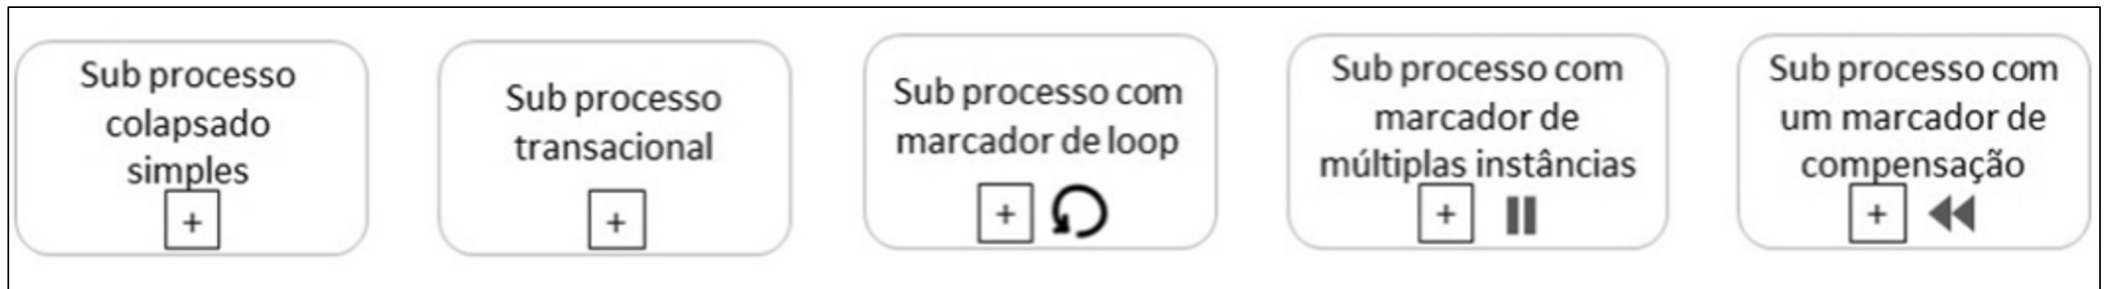 Sub processo
colapsado
simples
+
Sub processo
transacional
+
Sub processo com
marcador de loop
+
Sub processo com
marcador de
múltiplas instâncias
+
Sub processo com
um marcador de
compensação
+